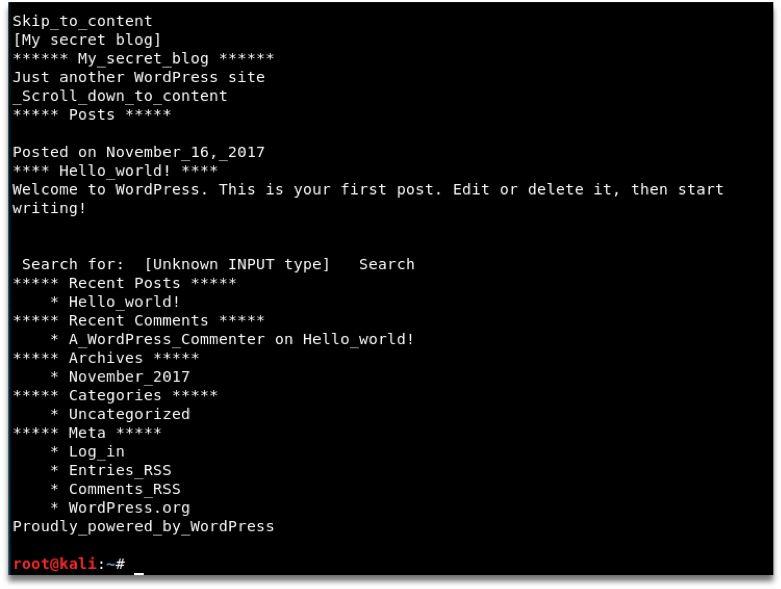 Skip_to_content
[My secret blog]
****** My_secret_blog ******
Just another WordPress site
_Scroll_down_to_content
***** Posts *****
Posted on November_16,_2017
**** Hello_world! ****
Welcome to WordPress. This is your first post. Edit or delete it, then start
writing!
Search for:  [Unknown INPUT type]   Search
***** Recent Posts *****
    * Hello_world!
***** Recent Comments *****
    * A_WordPress_Commenter on Hello_world!
***** Archives *****
    * November_2017
***** Categories *****
    * Uncategorized
***** Meta *****
    * Log_in
    * Entries_RSS
    * Comments_RSS
    * WordPress.org
Proudly_powered_by_WordPress
root@kali:~# _